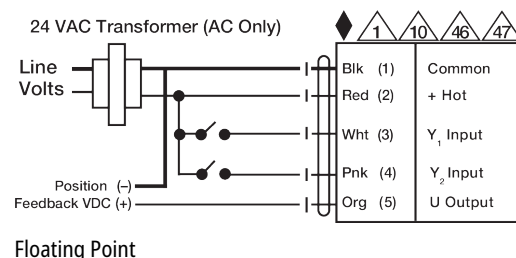 24 VAC Transformer (AC Only)
1 10 46 47
Line
Volts
Blk (1) Common
Red (2) + Hot
Wht (3) Y1 Input
Pnk (4) Y2 Input
Position (–)
Feedback VDC (+)
Org (5) U Output
Floating Point